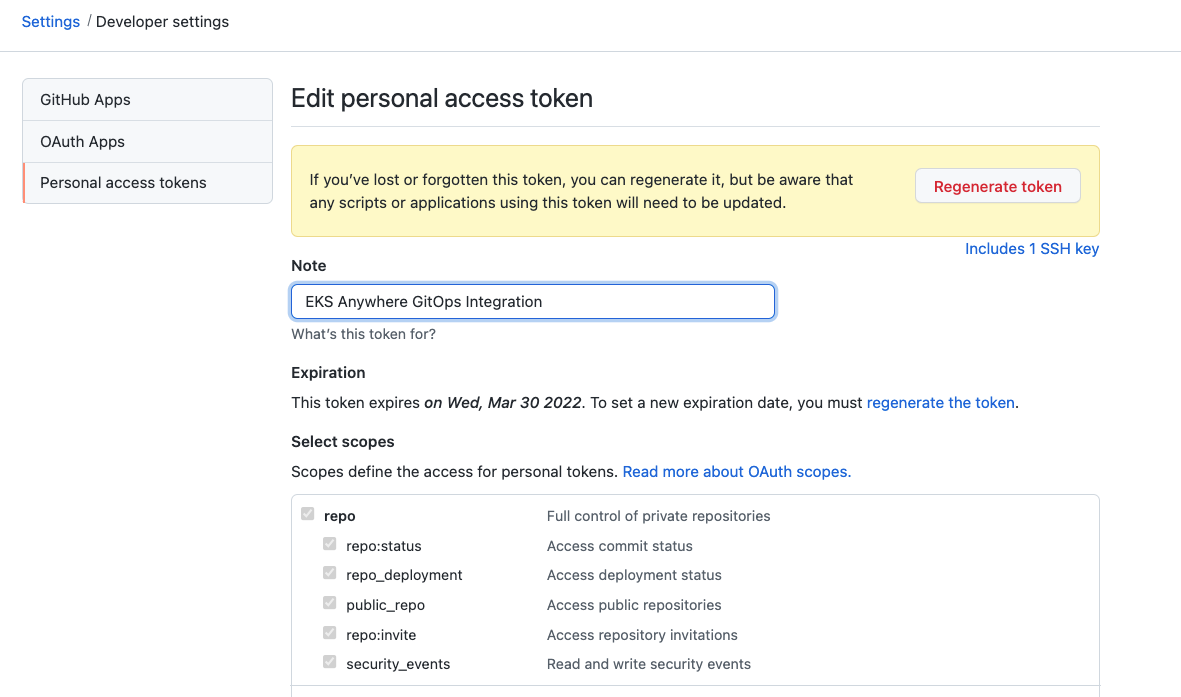 Settings / Developer settings
GitHub Apps
OAuth Apps
Personal access tokens
Edit personal access token
If you've lost or forgotten this token, you can regenerate it, but be aware that
any scripts or applications using this token will need to be updated.
Regenerate token
Includes 1 SSH key
Note
EKS Anywhere GitOps Integration
What's this token for?
Expiration
This token expires on Wed, Mar 30 2022. To set a new expiration date, you must regenerate the token.
Select scopes
Scopes define the access for personal tokens. Read more about OAuth scopes.
repo Full control of private repositories
repo:status Access commit status
repo_deployment Access deployment status
public_repo Access public repositories
repo:invite Access repository invitations
security_events Read and write security events